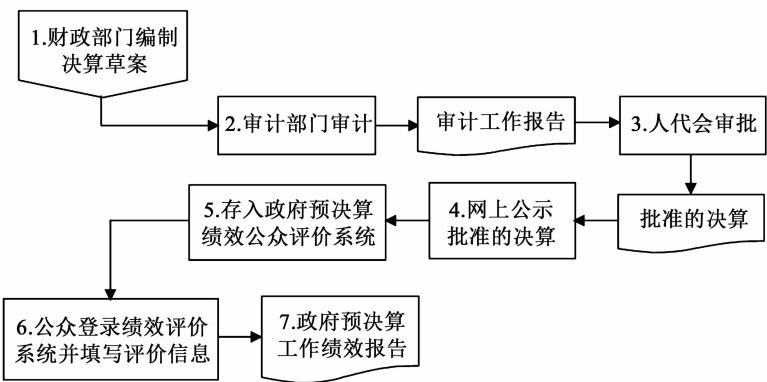 1.财政部门编制
决算草案
2.审计部门审计
审计工作报告
3.人代会审批
批准的决算
4.网上公示
批准的决算
5.存入政府预决算
绩效公众评价系统
6.公众登录绩效评价
系统并填写评价信息
7.政府预决算
工作绩效报告